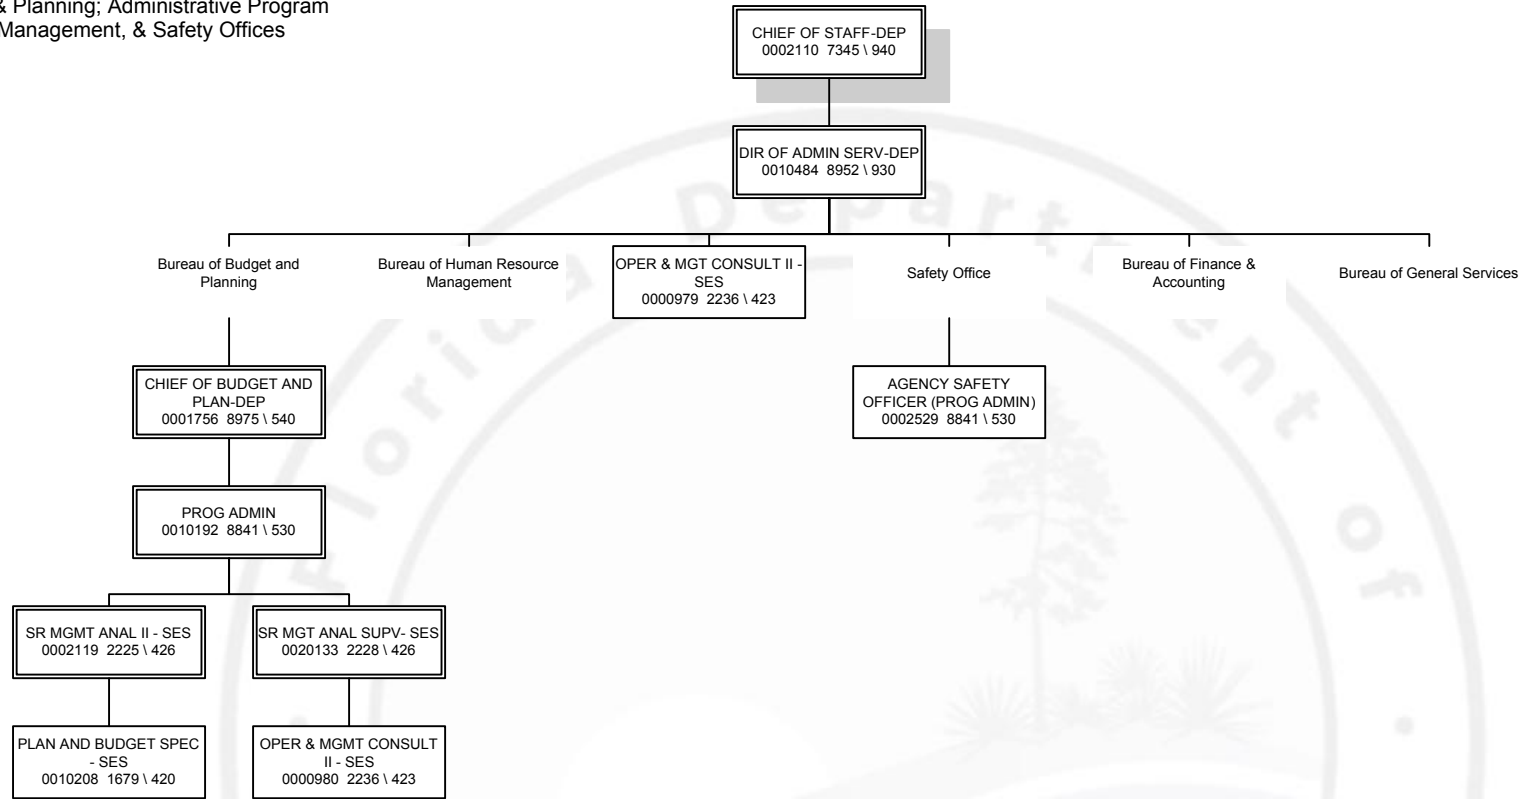 & Planning; Administrative Program
Management, & Safety Offices
CHIEF OF STAFF-DEP
0002110 7345 \ 940
DIR OF ADMIN SERV-DEP
0010484 8952 \ 930
Bureau of Budget and
Planning
Bureau of Human Resource
Management
OPER & MGT CONSULT II -
SES
0000979 2236 \ 423
Safety Office
Bureau of Finance &
Accounting
Bureau of General Services
CHIEF OF BUDGET AND
PLAN-DEP
0001756 8975 \ 540
AGENCY SAFETY
OFFICER (PROG ADMIN)
0002529 8841 \ 530
PROG ADMIN
0010192 8841 \ 530
SR MGMT ANAL II - SES
0002119 2225 \ 426
SR MGT ANAL SUPV- SES
0020133 2228 \ 426
PLAN AND BUDGET SPEC
- SES
0010208 1679 \ 420
OPER & MGMT CONSULT
II - SES
0000980 2236 \ 423
Florida Department of